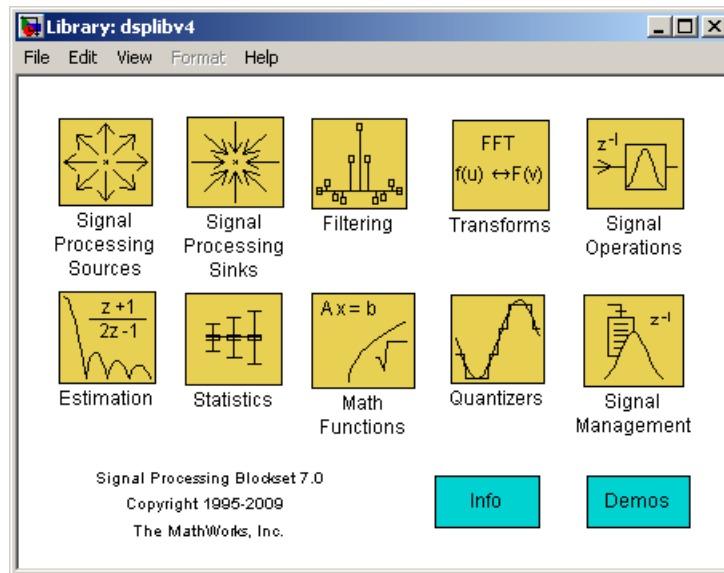 Library: dsplibv4
File Edit View Format Help
FFT
f(u) ↔F(v)
z-1
Signal Processing Sources
Signal Processing Sinks
Filtering
Transforms
Signal Operations
z+1
2z-1
Ax = b
z-1
Estimation
Statistics
Math Functions
Quantizers
Signal Management
Signal Processing Blockset 7.0
Copyright 1995-2009
The MathWorks, Inc.
Info
Demos